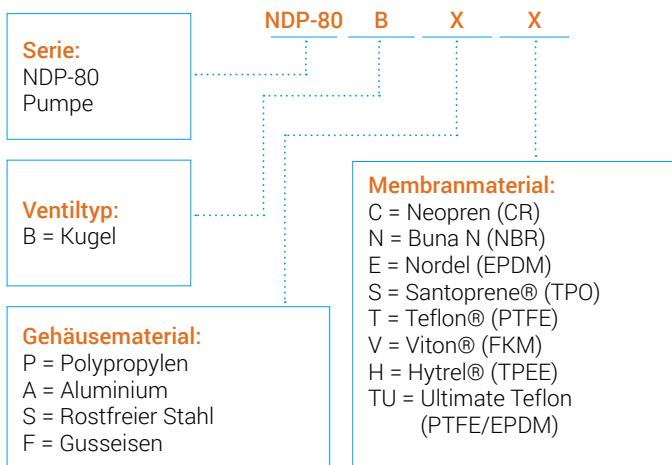 NDP-80 B X X
Serie:
NDP-80
Pumpe
Ventiltyp:
B = Kugel
Gehäusematerial:
P = Polypropylen
A = Aluminium
S = Rostfreier Stahl
F = Gusseisen
Membranmaterial:
C = Neopren (CR)
N = Buna N (NBR)
E = Nordel (EPDM)
S = Santoprene® (TPO)
T = Teflon® (PTFE)
V = Viton® (FKM)
H = Hytrel® (TPEE)
TU = Ultimate Teflon
(PTFE/EPDM)